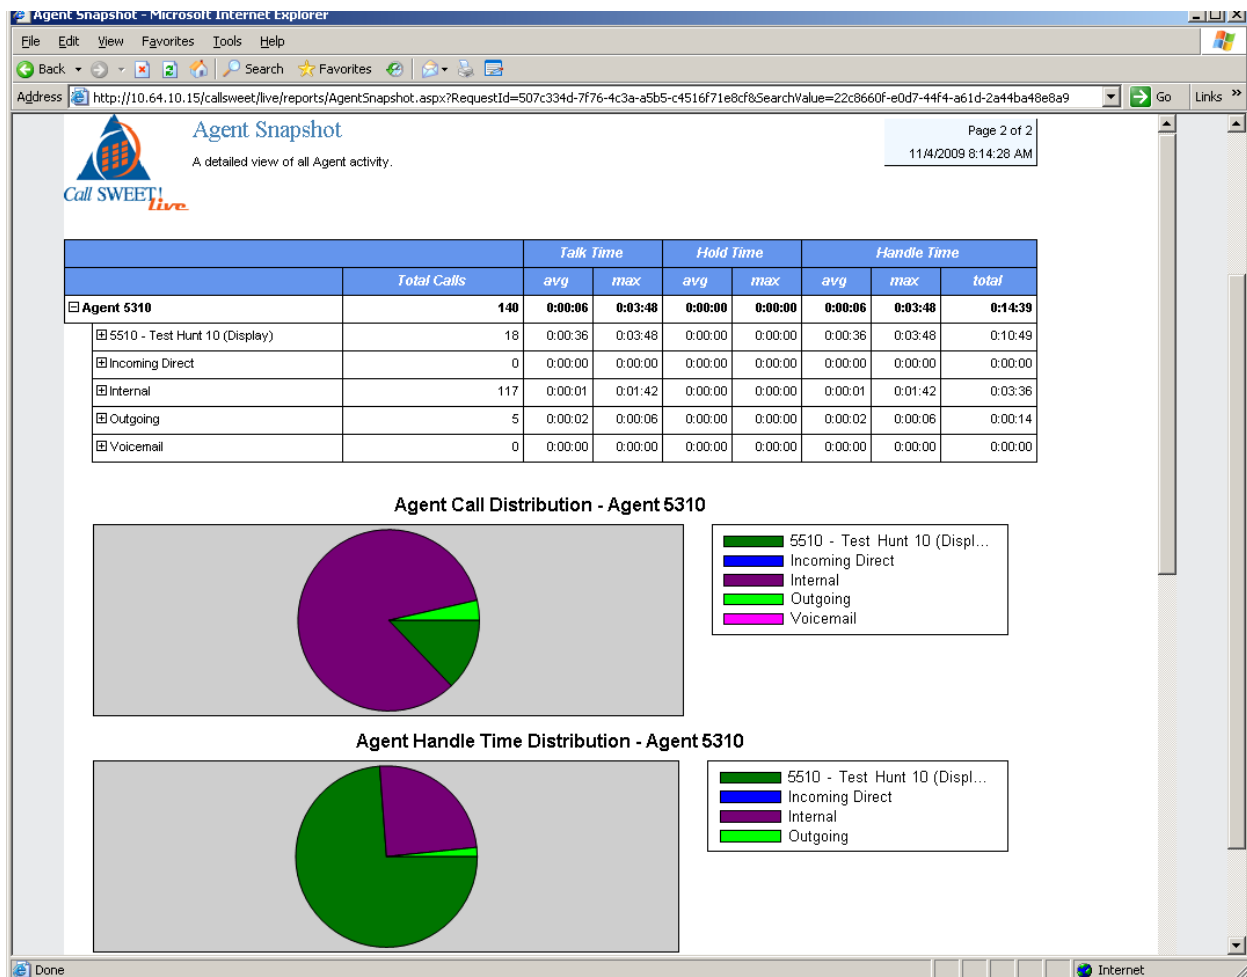 Agent Snapshot - Microsoft Internet Explorer
File Edit View Favorites Tools Help
Back Search Favorites
Address http://10.64.10.15/callsweet/live/reports/AgentSnapshot.aspx?RequestId=507c334d-7f76-4c3a-a5b5-c4516f71e8cf&SearchValue=22c8660f-e0d7-44f4-a61d-2a44ba48e8a9 Go Links »
Agent Snapshot
A detailed view of all Agent activity.
Page 2 of 2
11/4/2009 8:14:28 AM
Call SWEET!
live
Talk Time Hold Time Handle Time
Total Calls avg max avg max avg max total
Agent 5310 140 0:00:06 0:03:48 0:00:00 0:00:00 0:00:06 0:03:48 0:14:39
5510 - Test Hunt 10 (Display) 18 0:00:36 0:03:48 0:00:00 0:00:00 0:00:36 0:03:48 0:10:49
Incoming Direct 0 0:00:00 0:00:00 0:00:00 0:00:00 0:00:00 0:00:00 0:00:00
Internal 117 0:00:01 0:01:42 0:00:00 0:00:00 0:00:01 0:01:42 0:03:36
Outgoing 5 0:00:02 0:00:06 0:00:00 0:00:00 0:00:02 0:00:06 0:00:14
Voicemail 0 0:00:00 0:00:00 0:00:00 0:00:00 0:00:00 0:00:00 0:00:00
Agent Call Distribution - Agent 5310
5510 - Test Hunt 10 (Displ...
Incoming Direct
Internal
Outgoing
Voicemail
Agent Handle Time Distribution - Agent 5310
5510 - Test Hunt 10 (Displ...
Incoming Direct
Internal
Outgoing
Done Internet